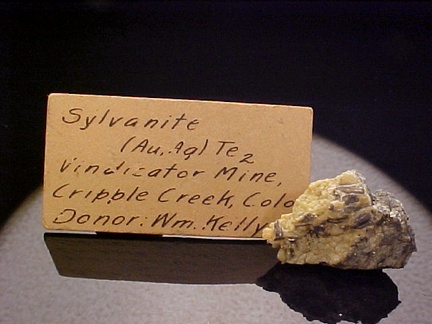 Sylvanite
(Au,Ag) Te2
Vindicator Mine,
Cripple Creek, Colo
Donor: Wm. Kelly